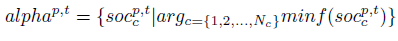 $alpha^{p,t} = \{soc_c^{p,t} | arg_{c=\{1,2,...,N_c\}} minf(soc_c^{p,t})\}$